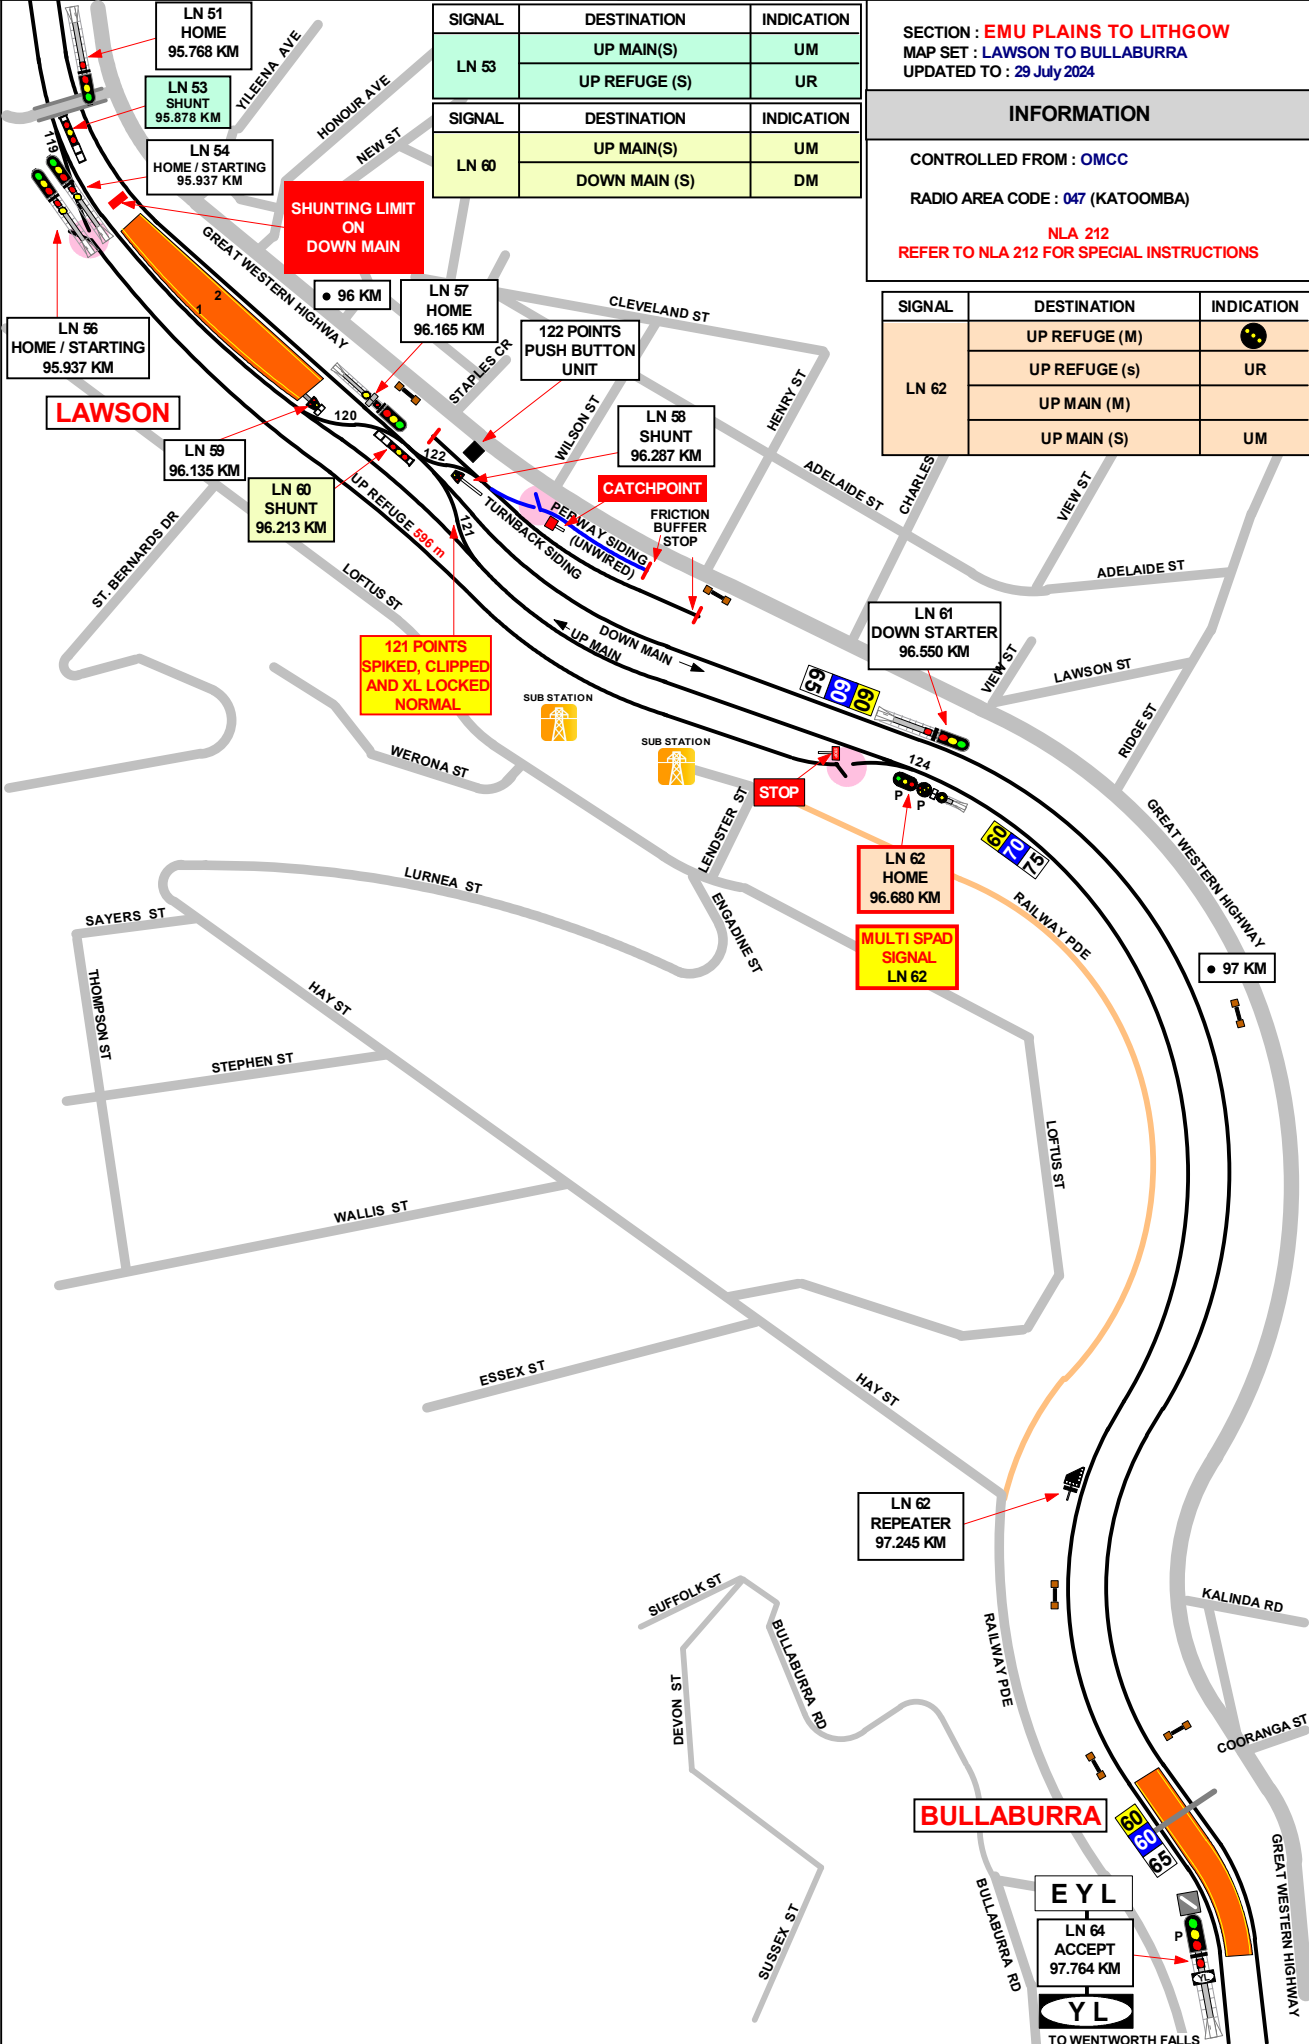 LN 51
HOME
95.768 KM
LN 53
SHUNT
95.878 KM
LN 54
HOME / STARTING
95.937 KM
119
YILEENA AVE
HONOUR AVE
NEW ST
SIGNAL DESTINATION INDICATION
LN 53
UP MAIN(S) UM
UP REFUGE (S) UR
SIGNAL DESTINATION INDICATION
LN 60
UP MAIN(S) UM
DOWN MAIN (S) DM
SECTION : EMU PLAINS TO LITHGOW
MAP SET : LAWSON TO BULLABURRA
UPDATED TO : 29 July 2024
INFORMATION
CONTROLLED FROM : OMCC
RADIO AREA CODE : 047 (KATOOMBA)
NLA 212
REFER TO NLA 212 FOR SPECIAL INSTRUCTIONS
SIGNAL DESTINATION INDICATION
LN 62
UP REFUGE (M)
UP REFUGE (s) UR
UP MAIN (M)
UP MAIN (S) UM
SHUNTING LIMIT
ON
DOWN MAIN
GREAT WESTERN HIGHWAY
96 KM
2
1
LN 57
HOME
96.165 KM
122 POINTS
PUSH BUTTON
UNIT
CLEVELAND ST
STAPLES CR
WILSON ST
HENRY ST
LN 56
HOME / STARTING
95.937 KM
LAWSON
LN 59
96.135 KM
120
122
121
LN 58
SHUNT
96.287 KM
CATCHPOINT
LN 60
SHUNT
96.213 KM
UP REFUGE 596 m
TURNBACK SIDING
PERWAY SIDING
(UNWIRED)
FRICTION
BUFFER
STOP
ADELAIDE ST
CHARLES
VIEW ST
ADELAIDE ST
ST. BERNARDS DR
LOFTUS ST
121 POINTS
SPIKED, CLIPPED
AND XL LOCKED
NORMAL
UP MAIN
DOWN MAIN
LN 61
DOWN STARTER
96.550 KM
VIEW ST
LAWSON ST
RIDGE ST
65
60
60
SUB STATION
SUB STATION
WERONA ST
STOP
124
P
P
LENDSTER ST
LN 62
HOME
96.680 KM
60
70
75
GREAT WESTERN HIGHWAY
MULTI SPAD
SIGNAL
LN 62
RAILWAY PDE
97 KM
LURNEA ST
ENGADINE ST
SAYERS ST
THOMPSON ST
HAY ST
STEPHEN ST
LOFTUS ST
WALLIS ST
ESSEX ST
HAY ST
LN 62
REPEATER
97.245 KM
SUFFOLK ST
DEVON ST
BULLABURRA RD
RAILWAY PDE
KALINDA RD
COORANGA ST
BULLABURRA
60
60
65
SUSSEX ST
BULLABURRA RD
GREAT WESTERN HIGHWAY
E Y L
LN 64
ACCEPT
97.764 KM
P
YL
Y L
TO WENTWORTH FALLS